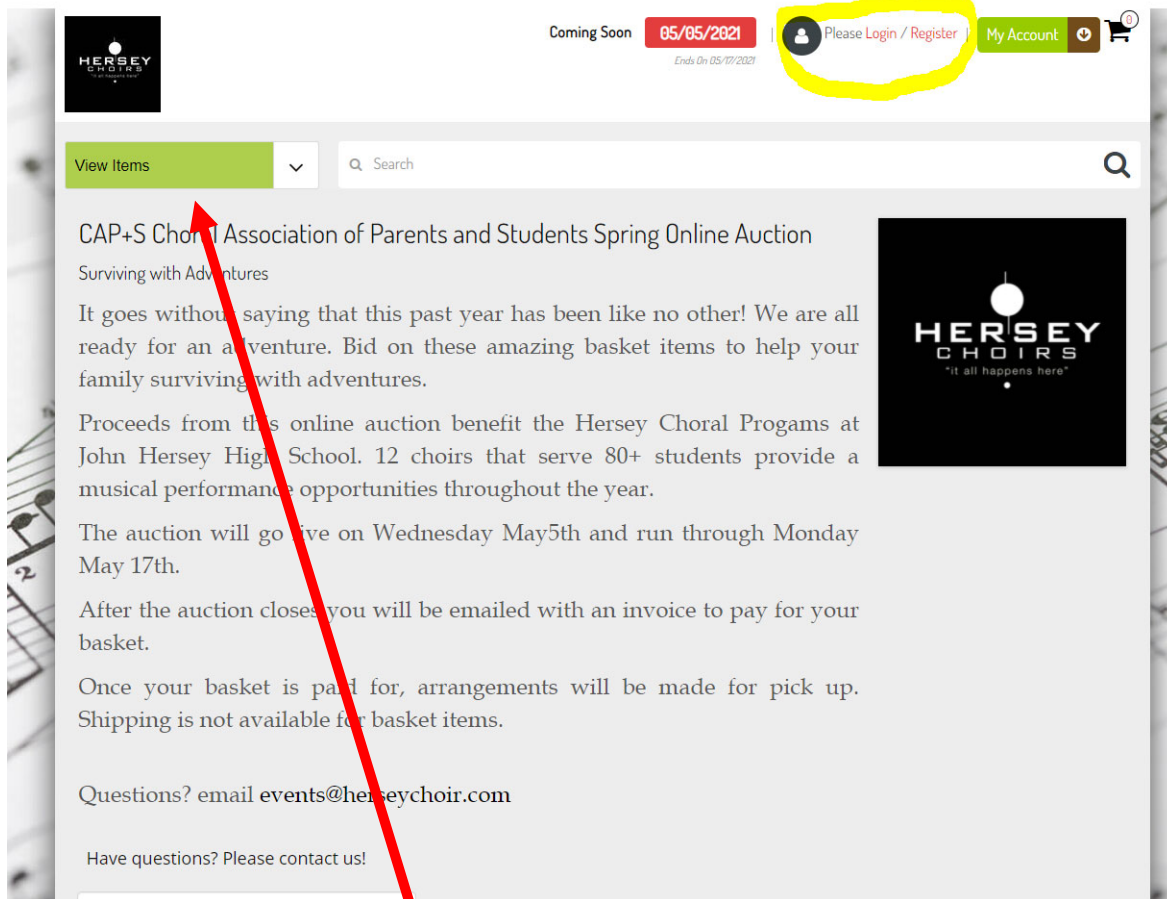 HERSEY
CHOIRS
"it all happens here"
Coming Soon
05/05/2021
Ends On 05/17/2021
| Please Login / Register |
My Account
0
View Items
Search
CAP+S Choral Association of Parents and Students Spring Online Auction
Surviving with Adventures
It goes without saying that this past year has been like no other! We are all
ready for an adventure. Bid on these amazing basket items to help your
family surviving with adventures.
Proceeds from this online auction benefit the Hersey Choral Progams at
John Hersey High School. 12 choirs that serve 80+ students provide a
musical performance opportunities throughout the year.
The auction will go live on Wednesday May5th and run through Monday
May 17th.
After the auction closes you will be emailed with an invoice to pay for your
basket.
Once your basket is paid for, arrangements will be made for pick up.
Shipping is not available for basket items.
Questions? email events@herseychoir.com
Have questions? Please contact us!
HERSEY
CHOIRS
"it all happens here"
2